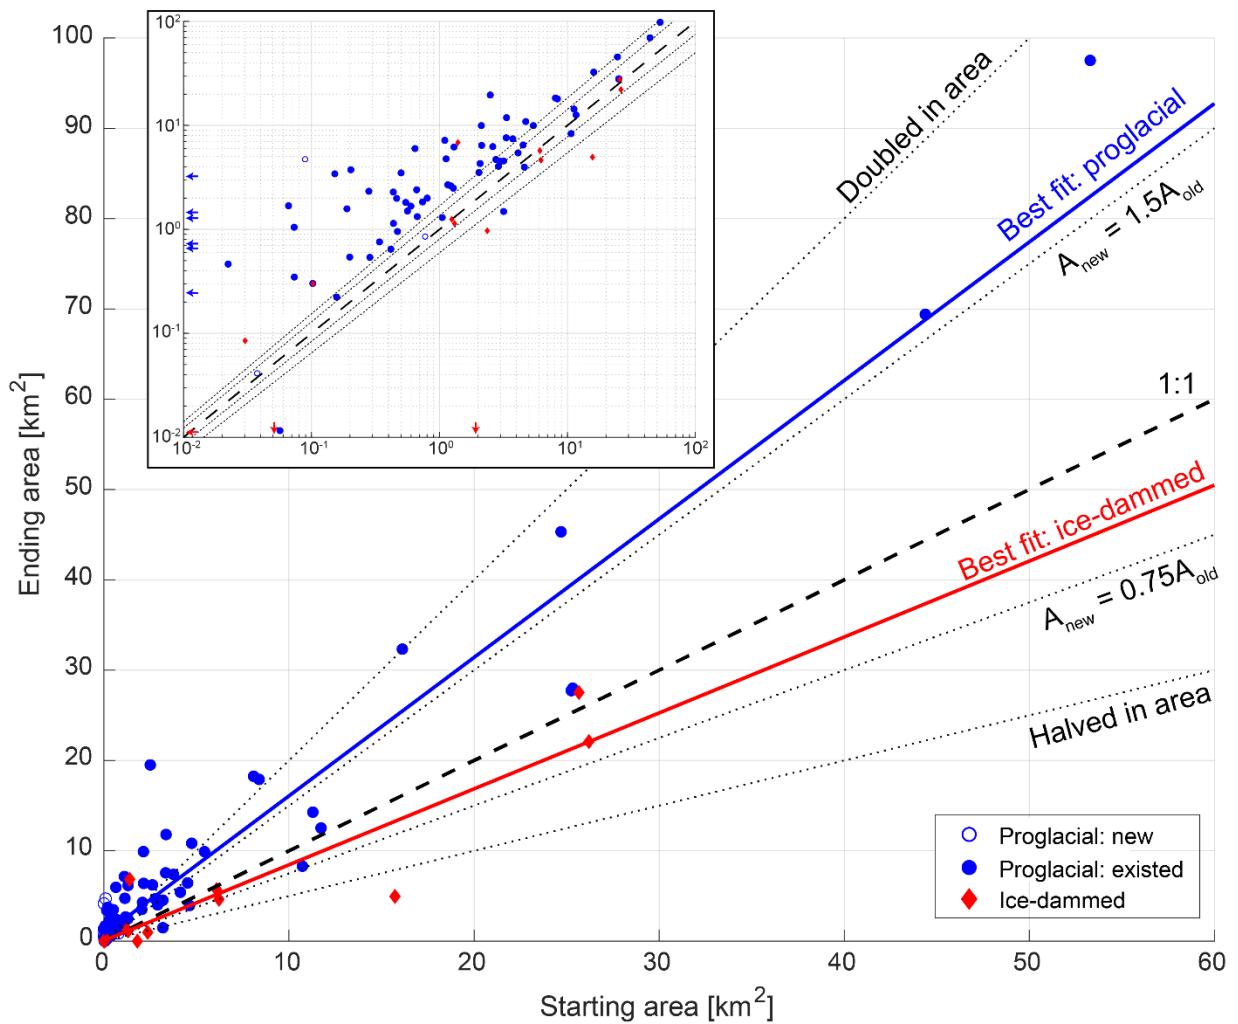 100
90
80
70
60
50
40
30
20
10
0
Ending area [km²]
10²
10¹
10⁰
10⁻¹
10⁻²
10⁻² 10⁻¹ 10⁰ 10¹ 10²
Doubled in area
Best fit: proglacial
Aₙₑw = 1.5Aₒₗd
1:1
Best fit: ice-dammed
Aₙₑw = 0.75Aₒₗd
Halved in area
Proglacial: new
Proglacial: existed
Ice-dammed
0 10 20 30 40 50 60
Starting area [km²]